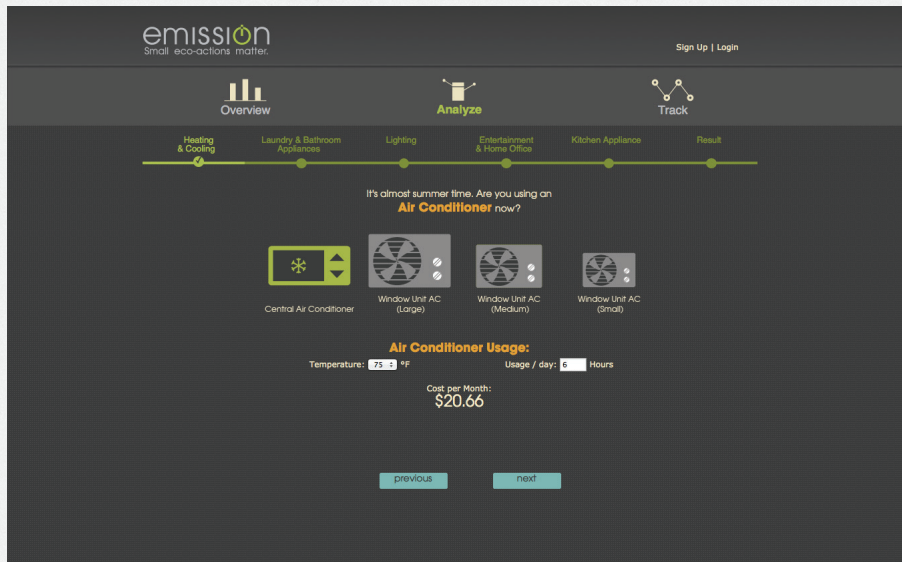 emission
Small eco-actions matter.
Sign Up | Login
Overview
Analyze
Track
Heating
& Cooling
Laundry & Bathroom
Appliances
Lighting
Entertainment
& Home Office
Kitchen Appliance
Result
It's almost summer time. Are you using an
Air Conditioner now?
Central Air Conditioner
Window Unit AC
(Large)
Window Unit AC
(Medium)
Window Unit AC
(Small)
Air Conditioner Usage:
Temperature: 75 °F
Usage / day: 6 Hours
Cost per Month:
$20.66
previous
next